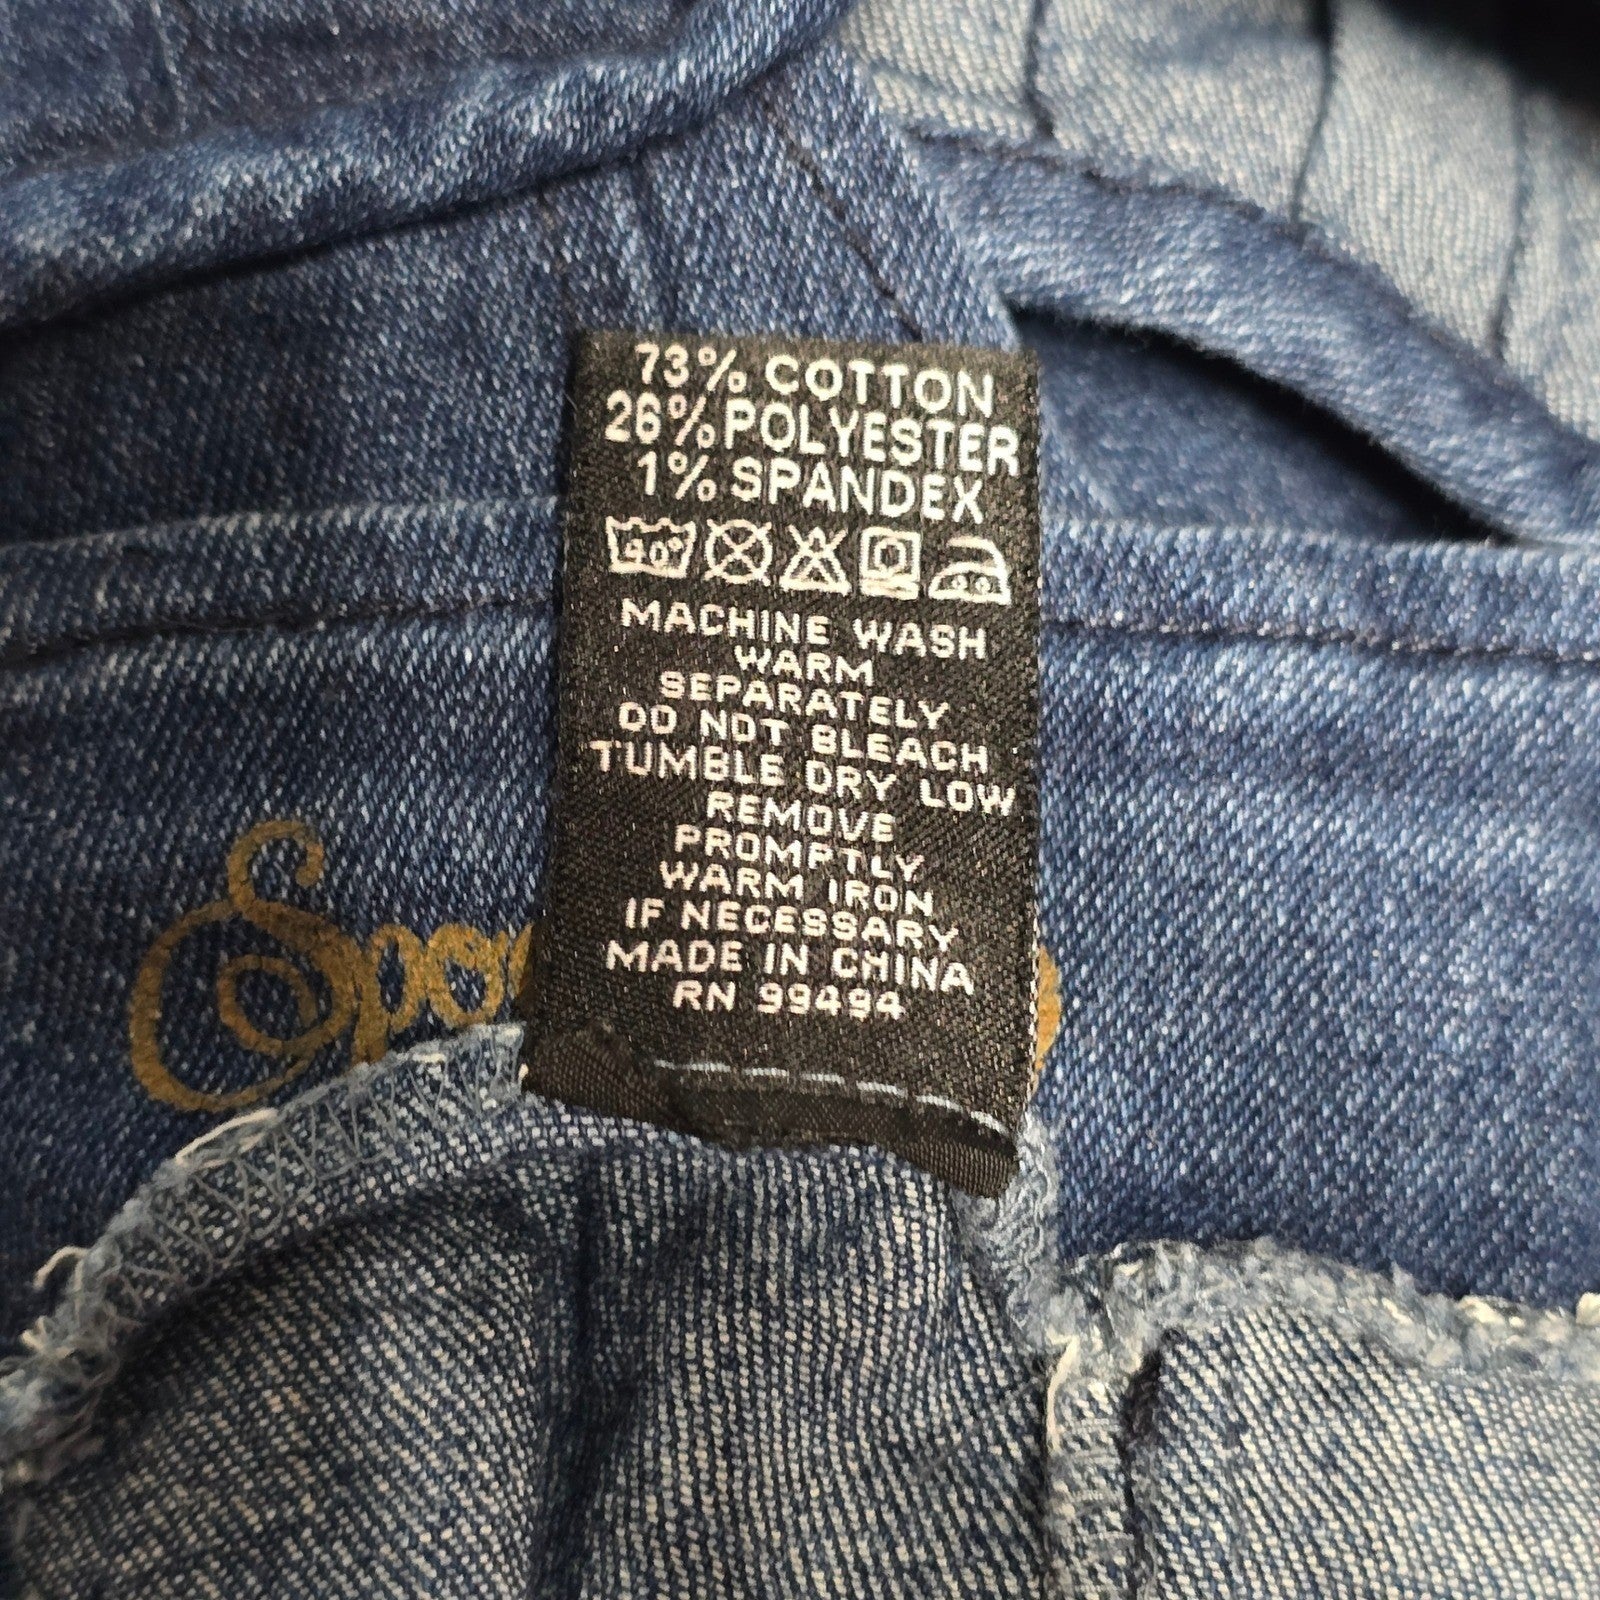 73% COTTON
26% POLYESTER
1% SPANDEX
40°
MACHINE WASH
WARM
SEPARATELY
DO NOT BLEACH
TUMBLE DRY LOW
REMOVE
PROMPTLY
WARM IRON
IF NECESSARY
MADE IN CHINA
RN 99494